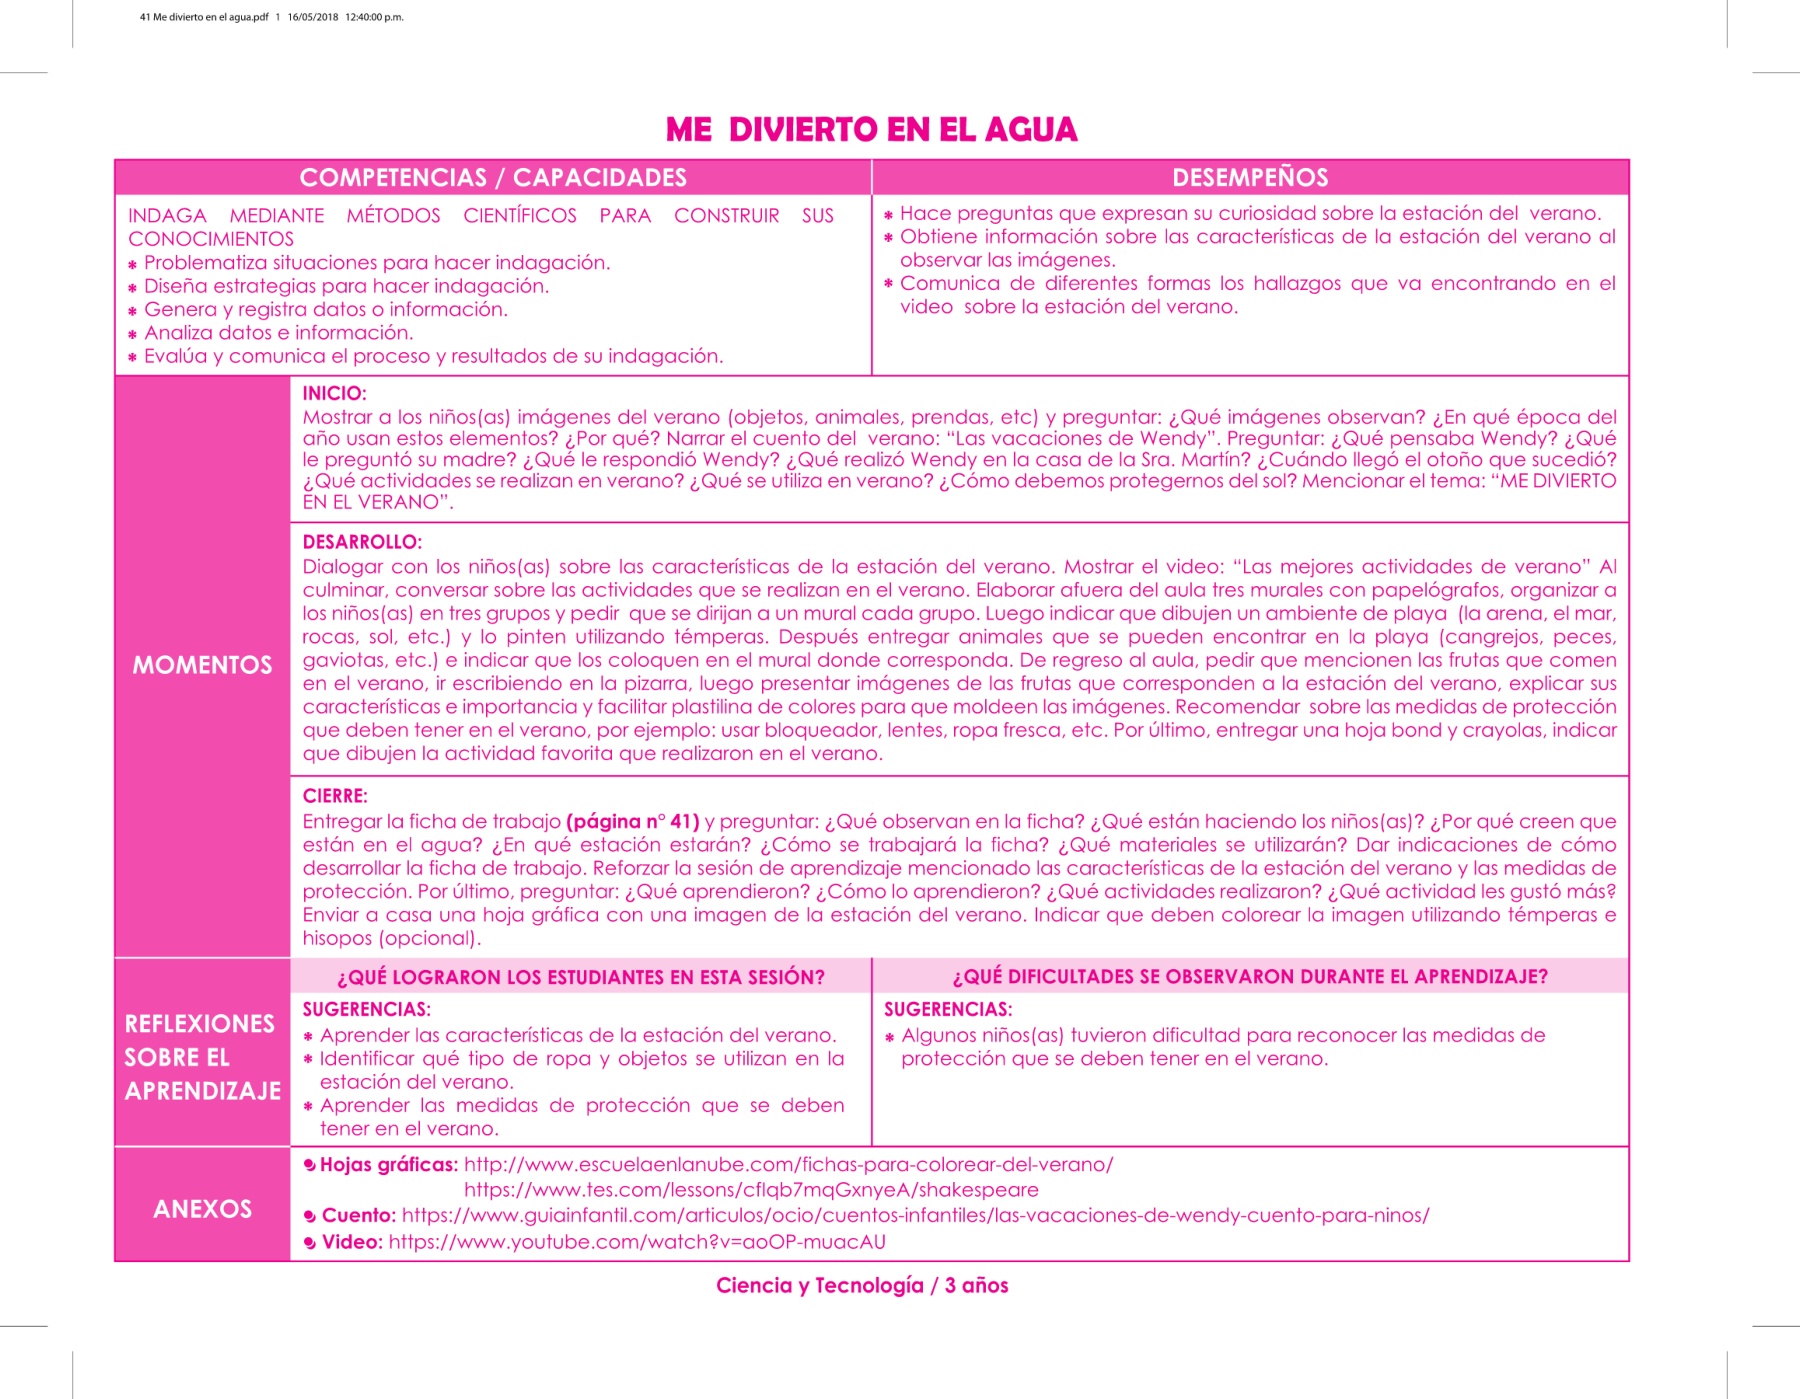 41 Me divierto en el agua.pdf 1 16/05/2018 12:40:00 p.m.
ME DIVIERTO EN EL AGUA
COMPETENCIAS / CAPACIDADES
DESEMPEÑOS
INDAGA MEDIANTE MÉTODOS CIENTÍFICOS PARA CONSTRUIR SUS
CONOCIMIENTOS
* Problematiza situaciones para hacer indagación.
* Diseña estrategias para hacer indagación.
* Genera y registra datos o información.
* Analiza datos e información.
* Evalúa y comunica el proceso y resultados de su indagación.
* Hace preguntas que expresan su curiosidad sobre la estación del verano.
* Obtiene información sobre las características de la estación del verano al
observar las imágenes.
* Comunica de diferentes formas los hallazgos que va encontrando en el
video sobre la estación del verano.
MOMENTOS
INICIO:
Mostrar a los niños(as) imágenes del verano (objetos, animales, prendas, etc) y preguntar: ¿Qué imágenes observan? ¿En qué época del
año usan estos elementos? ¿Por qué? Narrar el cuento del verano: “Las vacaciones de Wendy”. Preguntar: ¿Qué pensaba Wendy? ¿Qué
le preguntó su madre? ¿Qué le respondió Wendy? ¿Qué realizó Wendy en la casa de la Sra. Martín? ¿Cuándo llegó el otoño que sucedió?
¿Qué actividades se realizan en verano? ¿Qué se utiliza en verano? ¿Cómo debemos protegernos del sol? Mencionar el tema: “ME DIVIERTO
EN EL VERANO”.
DESARROLLO:
Dialogar con los niños(as) sobre las características de la estación del verano. Mostrar el video: “Las mejores actividades de verano” Al
culminar, conversar sobre las actividades que se realizan en el verano. Elaborar afuera del aula tres murales con papelógrafos, organizar a
los niños(as) en tres grupos y pedir que se dirijan a un mural cada grupo. Luego indicar que dibujen un ambiente de playa (la arena, el mar,
rocas, sol, etc.) y lo pinten utilizando témperas. Después entregar animales que se pueden encontrar en la playa (cangrejos, peces,
gaviotas, etc.) e indicar que los coloquen en el mural donde corresponda. De regreso al aula, pedir que mencionen las frutas que comen
en el verano, ir escribiendo en la pizarra, luego presentar imágenes de las frutas que corresponden a la estación del verano, explicar sus
características e importancia y facilitar plastilina de colores para que moldeen las imágenes. Recomendar sobre las medidas de protección
que deben tener en el verano, por ejemplo: usar bloqueador, lentes, ropa fresca, etc. Por último, entregar una hoja bond y crayolas, indicar
que dibujen la actividad favorita que realizaron en el verano.
CIERRE:
Entregar la ficha de trabajo (página n° 41) y preguntar: ¿Qué observan en la ficha? ¿Qué están haciendo los niños(as)? ¿Por qué creen que
están en el agua? ¿En qué estación estarán? ¿Cómo se trabajará la ficha? ¿Qué materiales se utilizarán? Dar indicaciones de cómo
desarrollar la ficha de trabajo. Reforzar la sesión de aprendizaje mencionado las características de la estación del verano y las medidas de
protección. Por último, preguntar: ¿Qué aprendieron? ¿Cómo lo aprendieron? ¿Qué actividades realizaron? ¿Qué actividad les gustó más?
Enviar a casa una hoja gráfica con una imagen de la estación del verano. Indicar que deben colorear la imagen utilizando témperas e
hisopos (opcional).
REFLEXIONES
SOBRE EL
APRENDIZAJE
¿QUÉ LOGRARON LOS ESTUDIANTES EN ESTA SESIÓN?
SUGERENCIAS:
* Aprender las características de la estación del verano.
* Identificar qué tipo de ropa y objetos se utilizan en la
estación del verano.
* Aprender las medidas de protección que se deben
tener en el verano.
¿QUÉ DIFICULTADES SE OBSERVARON DURANTE EL APRENDIZAJE?
SUGERENCIAS:
* Algunos niños(as) tuvieron dificultad para reconocer las medidas de
protección que se deben tener en el verano.
ANEXOS
Hojas gráficas: http://www.escuelaenlanube.com/fichas-para-colorear-del-verano/
https://www.tes.com/lessons/cfIqb7mqGxnyeA/shakespeare
Cuento: https://www.guiainfantil.com/articulos/ocio/cuentos-infantiles/las-vacaciones-de-wendy-cuento-para-ninos/
Video: https://www.youtube.com/watch?v=aoOP-muacAU
Ciencia y Tecnología / 3 años